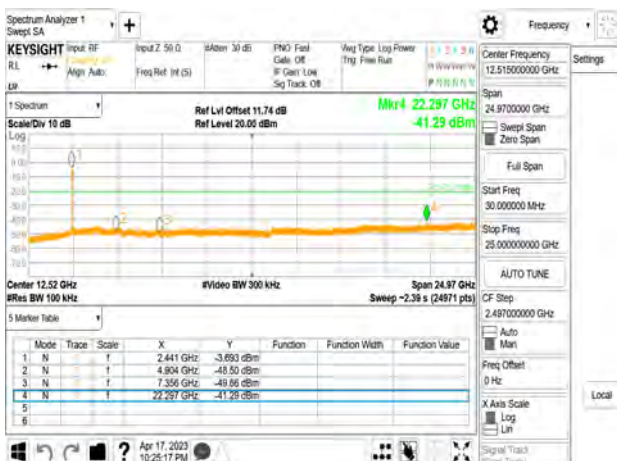 Spectrum Analyzer 1
Swept SA
Frequency
KEYSIGHT
Input: RF
Input Z: 50 Ω
#Atten: 30 dB
PNO: Fast
Avg Type: Log-Power
RL
Align: Auto
Freq Ref: Int (S)
Gate: Off
Trig: Free Run
IF Gain: Low
Sig Track: Off
P N N N N N
Center Frequency
12.515000000 GHz
Settings
Span
24.9700000 GHz
Swept Span
Zero Span
Full Span
Start Freq
30.000000 MHz
Stop Freq
25.000000000 GHz
AUTO TUNE
CF Step
2.497000000 GHz
Auto
Man
Freq Offset
0 Hz
X Axis Scale
Log
Lin
Signal Track
Local
1 Spectrum
Scale/Div 10 dB
Ref Lvl Offset 11.74 dB
Ref Level 20.00 dBm
Mkr4 22.297 GHz
-41.29 dBm
Log
Center 12.52 GHz
#Video BW 300 kHz
Span 24.97 GHz
#Res BW 100 kHz
Sweep ~2.39 s (24971 pts)
5 Marker Table
Mode Trace Scale X Y Function Function Width Function Value
1 N f 2.441 GHz -3.693 dBm
2 N f 4.904 GHz -48.50 dBm
3 N f 7.356 GHz -49.66 dBm
4 N f 22.297 GHz -41.29 dBm
5
6
Apr 17, 2023
10:25:17 PM